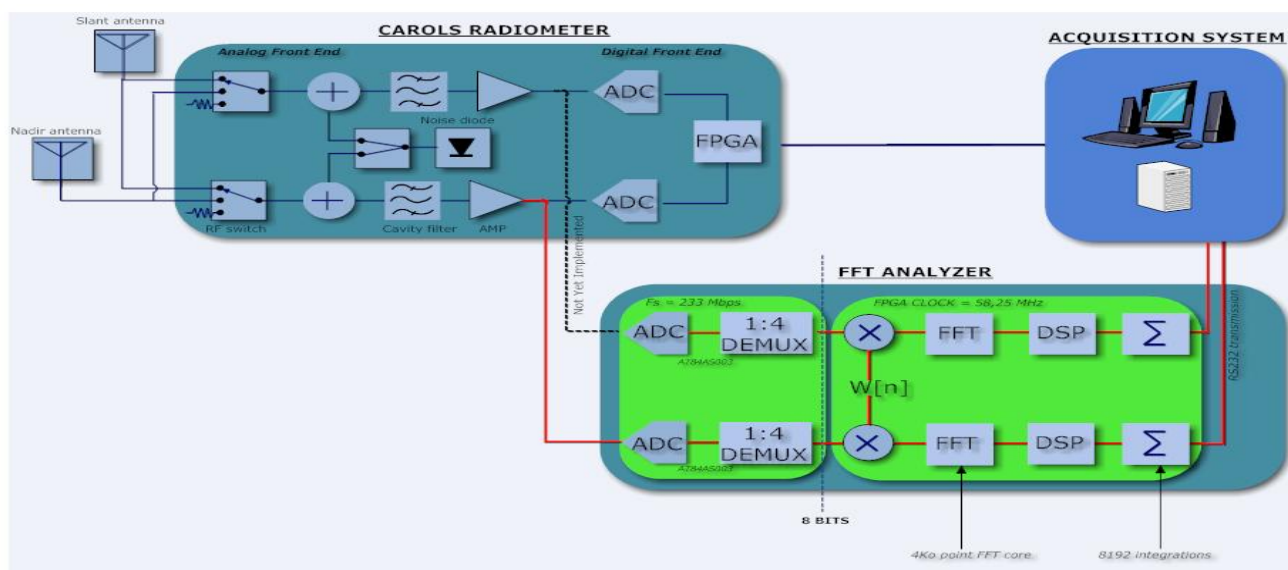 Slant antenna
CAROLS RADIOMETER
ACQUISITION SYSTEM
Analog Front End
Digital Front End
ADC
Noise diode
Nadir antenna
FPGA
ADC
RF switch
Cavity filter
AMP
Not Yet Implemented
FFT ANALYZER
Fs = 233 Mbps
FPGA CLOCK = 58,25 MHz
RS232 transmission
ADC
1:4
DEMUX
FFT
DSP
Σ
W[n]
ADC
1:4
DEMUX
FFT
DSP
Σ
8 BITS
4Ko point FFT core
8192 integrations